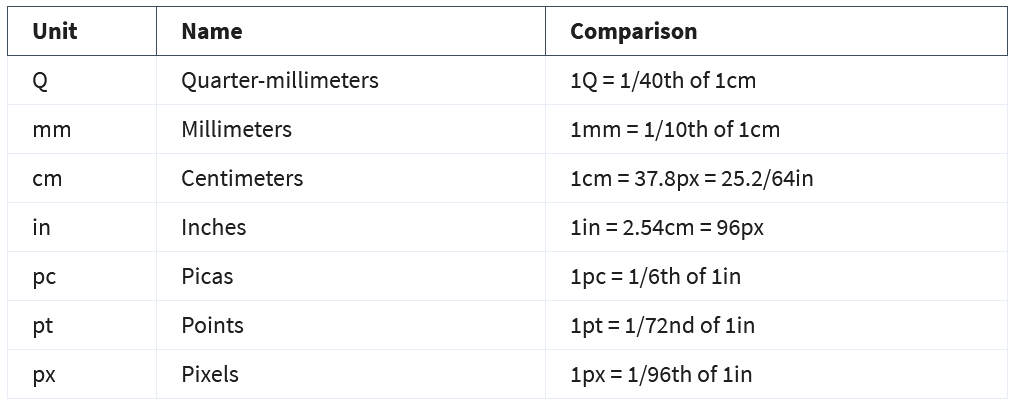 Unit Name Comparison
Q Quarter-millimeters 1Q = 1/40th of 1cm
mm Millimeters 1mm = 1/10th of 1cm
cm Centimeters 1cm = 37.8px = 25.2/64in
in Inches 1in = 2.54cm = 96px
pc Picas 1pc = 1/6th of 1in
pt Points 1pt = 1/72nd of 1in
px Pixels 1px = 1/96th of 1in